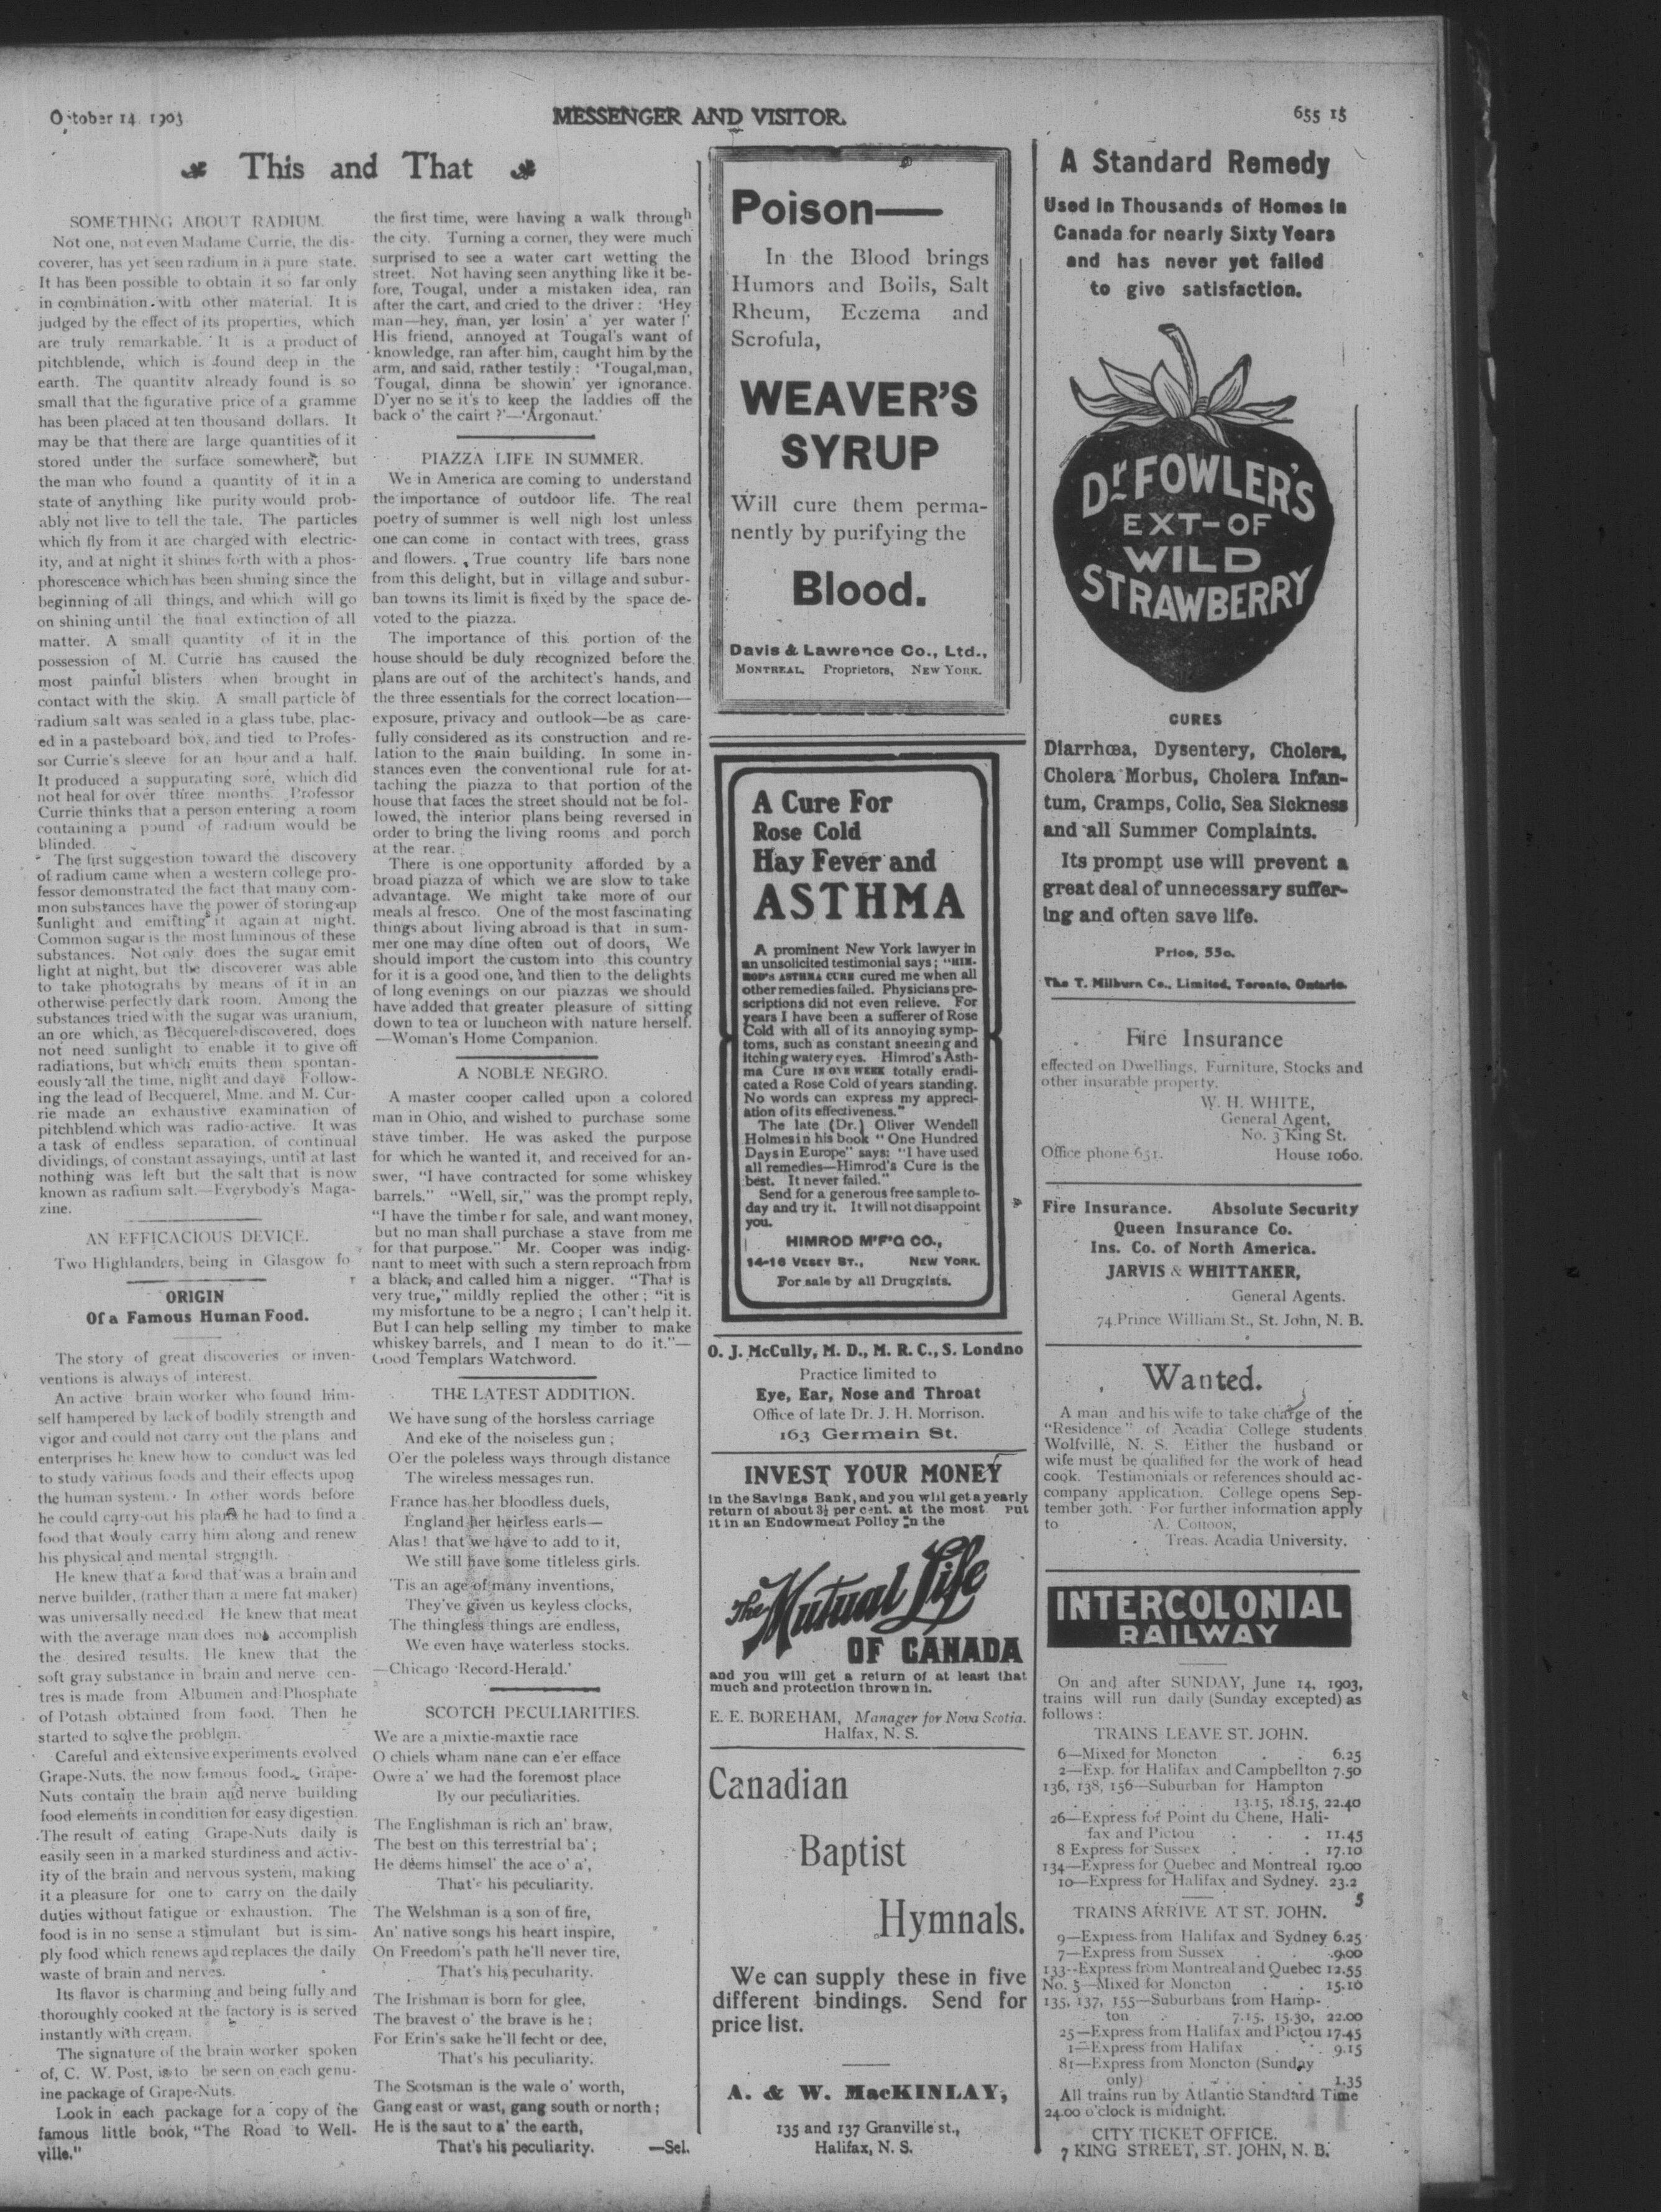 October 14, 1903
MESSENGER AND VISITOR.
655 15
This and That
SOMETHING ABOUT RADIUM.
Not one, not even Madame Currie, the dis-
coverer, has yet seen radium in a pure state.
It has been possible to obtain it so far only
in combination with other material. It is
judged by the effect of its properties, which
are truly remarkable. It is a product of
pitchblende, which is found deep in the
earth. The quantity already found is so
small that the figurative price of a gramme
has been placed at ten thousand dollars. It
may be that there are large quantities of it
stored under the surface somewhere, but
the man who found a quantity of it in a
state of anything like purity would prob-
ably not live to tell the tale. The particles
which fly from it are charged with electric-
ity, and at night it shines forth with a phos-
phorescence which has been shining since the
beginning of all things, and which will go
on shining until the final extinction of all
matter. A small quantity of it in the
possession of M. Currie has caused the
most painful blisters when brought in
contact with the skin. A small particle of
radium salt was sealed in a glass tube, plac-
ed in a pasteboard box, and tied to Profes-
sor Currie's sleeve for an hour and a half.
It produced a suppurating sore, which did
not heal for over three months. Professor
Currie thinks that a person entering a room
containing a pound of radium would be
blinded.
The first suggestion toward the discovery
of radium came when a western college pro-
fessor demonstrated the fact that many com-
mon substances have the power of storing up
sunlight and emitting it again at night.
Common sugar is the most luminous of these
substances. Not only does the sugar emit
light at night, but the discoverer was able
to take photograhs by means of it in an
otherwise perfectly dark room. Among the
substances tried with the sugar was uranium,
an ore which, as Becquerel discovered, does
not need sunlight to enable it to give off
radiations, but which emits them spontan-
eously all the time, night and day. Follow-
ing the lead of Becquerel, Mme. and M. Cur-
rie made an exhaustive examination of
pitchblend which was radio-active. It was
a task of endless separation, of continual
dividings, of constant assayings, until at last
nothing was left but the salt that is now
known as radium salt.—Everybody's Maga-
zine.
AN EFFICACIOUS DEVICE.
Two Highlanders, being in Glasgow fo
r
ORIGIN
Of a Famous Human Food.
The story of great discoveries or inven-
ventions is always of interest.
An active brain worker who found him-
self hampered by lack of bodily strength and
vigor and could not carry out the plans and
enterprises he knew how to conduct was led
to study various foods and their effects upon
the human system. In other words before
he could carry-out his plans he had to find a
food that wouly carry him along and renew
his physical and mental strength.
He knew that a food that was a brain and
nerve builder, (rather than a mere fat maker)
was universally needed He knew that meat
with the average man does not accomplish
the desired results. He knew that the
soft gray substance in brain and nerve cen-
tres is made from Albumen and Phosphate
of Potash obtained from food. Then he
started to solve the problem.
Careful and extensive experiments evolved
Grape-Nuts, the now famous food. Grape-
Nuts contain the brain and nerve building
food elements in condition for easy digestion.
The result of eating Grape-Nuts daily is
easily seen in a marked sturdiness and activ-
ity of the brain and nervous system, making
it a pleasure for one to carry on the daily
duties without fatigue or exhaustion. The
food is in no sense a stimulant but is sim-
ply food which renews and replaces the daily
waste of brain and nerves.
Its flavor is charming and being fully and
thoroughly cooked at the factory is is served
instantly with cream.
The signature of the brain worker spoken
of, C. W. Post, is to be seen on each genu-
ine package of Grape-Nuts.
Look in each package for a copy of the
famous little book, "The Road to Well-
ville."
the first time, were having a walk through
the city. Turning a corner, they were much
surprised to see a water cart wetting the
street. Not having seen anything like it be-
fore, Tougal, under a mistaken idea, ran
after the cart, and cried to the driver: 'Hey
man—hey, man, yer losin' a' yer water!'
His friend, annoyed at Tougal's want of
knowledge, ran after him, caught him by the
arm, and said, rather testily: 'Tougal, man,
Tougal, dinna be showin' yer ignorance.
D'yer no se it's to keep the laddies off the
back o' the cairt?'—'Argonaut.'
PIAZZA LIFE IN SUMMER.
We in America are coming to understand
the importance of outdoor life. The real
poetry of summer is well nigh lost unless
one can come in contact with trees, grass
and flowers. True country life bars none
from this delight, but in village and subur-
ban towns its limit is fixed by the space de-
voted to the piazza.
The importance of this portion of the
house should be duly recognized before the
plans are out of the architect's hands, and
the three essentials for the correct location—
exposure, privacy and outlook—be as care-
fully considered as its construction and re-
lation to the main building. In some in-
stances even the conventional rule for at-
taching the piazza to that portion of the
house that faces the street should not be fol-
lowed, the interior plans being reversed in
order to bring the living rooms and porch
at the rear.
There is one opportunity afforded by a
broad piazza of which we are slow to take
advantage. We might take more of our
meals al fresco. One of the most fascinating
things about living abroad is that in sum-
mer one may dine often out of doors, We
should import the custom into this country
for it is a good one, and then to the delights
of long evenings on our piazzas we should
have added that greater pleasure of sitting
down to tea or luncheon with nature herself.
—Woman's Home Companion.
A NOBLE NEGRO.
A master cooper called upon a colored
man in Ohio, and wished to purchase some
stave timber. He was asked the purpose
for which he wanted it, and received for an-
swer, "I have contracted for some whiskey
barrels." "Well, sir," was the prompt reply,
"I have the timber for sale, and want money,
but no man shall purchase a stave from me
for that purpose." Mr. Cooper was indig-
nant to meet with such a stern reproach from
a black, and called him a nigger. "That is
very true," mildly replied the other; "it is
my misfortune to be a negro; I can't help it.
But I can help selling my timber to make
whiskey barrels, and I mean to do it."—
Good Templars Watchword.
THE LATEST ADDITION.
We have sung of the horsless carriage
And eke of the noiseless gun;
O'er the poleless ways through distance
The wireless messages run.
France has her bloodless duels,
England her heirless earls—
Alas! that we have to add to it,
We still have some titleless girls.
'Tis an age of many inventions,
They've given us keyless clocks,
The thingless things are endless,
We even have waterless stocks.
—Chicago 'Record-Herald.'
SCOTCH PECULIARITIES.
We are a mixtie-maxtie race
O chiels wham nane can e'er efface
Owre a' we had the foremost place
By our peculiarities.
The Englishman is rich an' braw,
The best on this terrestrial ba';
He deems himsel' the ace o' a',
That's his peculiarity.
The Welshman is a son of fire,
An' native songs his heart inspire,
On Freedom's path he'll never tire,
That's his peculiarity.
The Irishman is born for glee,
The bravest o' the brave is he;
For Erin's sake he'll fecht or dee,
That's his peculiarity.
The Scotsman is the wale o' worth,
Gang east or wast, gang south or north;
He is the saut to a' the earth,
That's his peculiarity. —Sel.
Poison—
In the Blood brings
Humors and Boils, Salt
Rheum, Eczema and
Scrofula,
WEAVER'S
SYRUP
Will cure them perma-
nently by purifying the
Blood.
Davis & Lawrence Co., Ltd.,
MONTREAL. Proprietors, NEW YORK.
A Cure For
Rose Cold
Hay Fever and
ASTHMA
A prominent New York lawyer in
an unsolicited testimonial says; "HIM-
ROD'S ASTHMA CURE cured me when all
other remedies failed. Physicians pre-
scriptions did not even relieve. For
years I have been a sufferer of Rose
Cold with all of its annoying symp-
toms, such as constant sneezing and
itching watery eyes. Himrod's Asth-
ma Cure IN ONE WEEK totally eradi-
cated a Rose Cold of years standing.
No words can express my appreci-
ation of its effectiveness."
The late (Dr.) Oliver Wendell
Holmes in his book "One Hundred
Days in Europe" says: "I have used
all remedies—Himrod's Cure is the
best. It never failed."
Send for a generous free sample to-
day and try it. It will not disappoint
you.
HIMROD M'F'G CO.,
14-16 VESEY ST., NEW YORK.
For sale by all Druggists.
O. J. McCully, M. D., M. R. C., S. Londno
Practice limited to
Eye, Ear, Nose and Throat
Office of late Dr. J. H. Morrison.
163 Germain St.
INVEST YOUR MONEY
in the Savings Bank, and you will get a yearly
return of about 3½ per cent. at the most. Put
it in an Endowment Policy in the
The Mutual Life
OF CANADA
and you will get a return of at least that
much and protection thrown in.
E. E. BOREHAM, Manager for Nova Scotia.
Halfax, N. S.
Canadian
Baptist
Hymnals.
We can supply these in five
different bindings. Send for
price list.
A. & W. MacKINLAY,
135 and 137 Granville st.,
Halifax, N. S.
A Standard Remedy
Used in Thousands of Homes in
Canada for nearly Sixty Years
and has never yet failed
to give satisfaction.
Dr FOWLER'S
EXT-OF
WILD
STRAWBERRY
CURES
Diarrhœa, Dysentery, Cholera,
Cholera Morbus, Cholera Infan-
tum, Cramps, Colic, Sea Sickness
and all Summer Complaints.
Its prompt use will prevent a
great deal of unnecessary suffer-
ing and often save life.
Price, 35c.
The T. Milburn Co., Limited, Toronto, Ontario.
Fire Insurance
effected on Dwellings, Furniture, Stocks and
other insurable property.
W. H. WHITE,
General Agent,
No. 3 King St.
Office phone 651. House 1060.
Fire Insurance. Absolute Security
Queen Insurance Co.
Ins. Co. of North America.
JARVIS & WHITTAKER,
General Agents.
74 Prince William St., St. John, N. B.
Wanted.
A man and his wife to take charge of the
"Residence" of Acadia College students
Wolfville, N. S. Either the husband or
wife must be qualified for the work of head
cook. Testimonials or references should ac-
company application. College opens Sep-
tember 30th. For further information apply
to A. COHOON,
Treas. Acadia University.
INTERCOLONIAL
RAILWAY
On and after SUNDAY, June 14, 1903,
trains will run daily (Sunday excepted) as
follows:
TRAINS LEAVE ST. JOHN.
6—Mixed for Moncton . . 6.25
2—Exp. for Halifax and Campbellton 7.50
136, 138, 156—Suburban for Hampton
13.15, 18.15, 22.40
26—Express for Point du Chene, Hali-
fax and Pictou . . . 11.45
8 Express for Sussex . . . 17.10
134—Express for Quebec and Montreal 19.00
10—Express for Halifax and Sydney. 23.2
5
TRAINS ARRIVE AT ST. JOHN.
9—Express from Halifax and Sydney 6.25
7—Express from Sussex . . 9.00
133--Express from Montreal and Quebec 12.55
No. 5—Mixed for Moncton . . 15.10
135, 137, 155—Suburbans from Hamp-
ton 7.15, 15.30, 22.00
25—Express from Halifax and Pictou 17.45
1—Express from Halifax . . 9.15
81—Express from Moncton (Sunday
only) . . . 1.35
All trains run by Atlantic Standard Time
24.00 o'clock is midnight.
CITY TICKET OFFICE.
7 KING STREET, ST. JOHN, N. B.